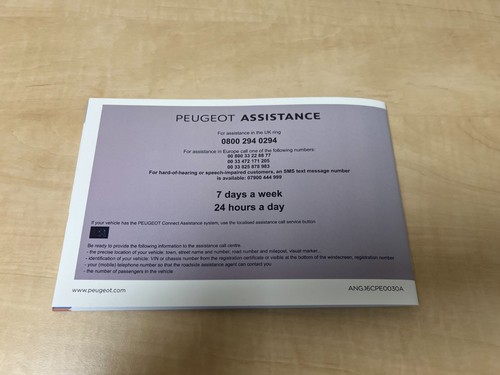 PEUGEOT ASSISTANCE
For assistance in the UK ring
0800 294 0294
For assistance in Europe call one of the following numbers:
00 800 33 22 88 77
00 33 472 171 205
00 33 825 878 983
For hard-of-hearing or speech-impaired customers, an SMS text message number
is available: 07900 444 999
7 days a week
24 hours a day
If your vehicle has the PEUGEOT Connect Assistance system, use the localised assistance call service button
Be ready to provide the following information to the assistance call centre:
- the precise location of your vehicle: town, street name and number, road number and milepost, visual marker...
- identification of your vehicle: VIN or chassis number from the registration certificate or visible at the bottom of the windscreen, registration number
- your (mobile) telephone number so that the roadside assistance agent can contact you
- the number of passengers in the vehicle
www.peugeot.com
ANG.16CPE0030A